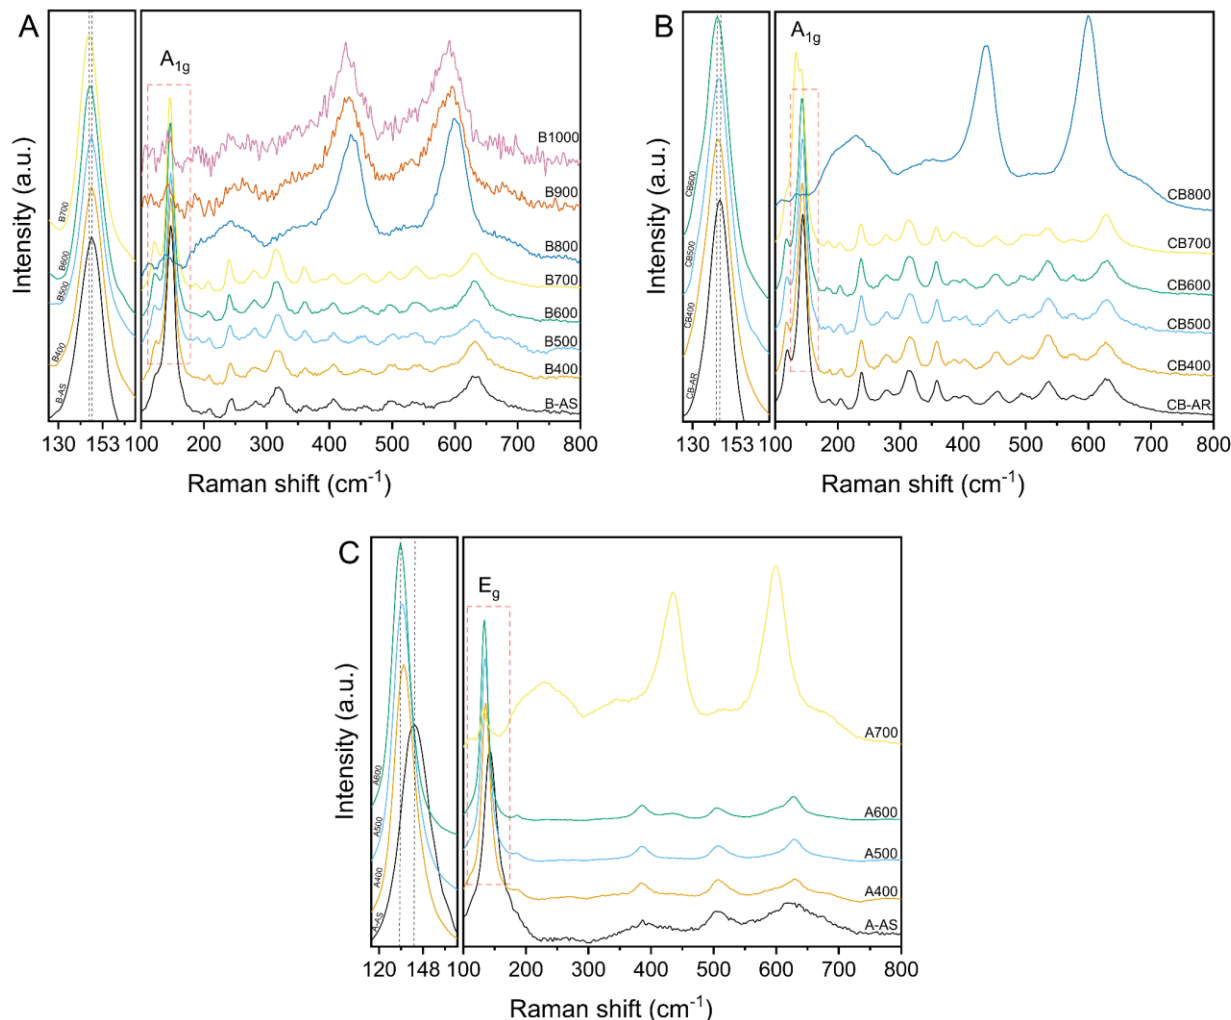 A
A1g
B1000
B900
B800
B700
B600
B500
B400
B-AS
B700
B600
B500
B400
B-AS
Intensity (a.u.)
130 153 100 200 300 400 500 600 700 800
Raman shift (cm-1)
B
A1g
CB800
CB700
CB600
CB500
CB400
CB-AR
CB600
CB500
CB400
CB-AR
Intensity (a.u.)
130 153 100 200 300 400 500 600 700 800
Raman shift (cm-1)
C
Eg
A700
A600
A500
A400
A-AS
A600
A500
A400
A-AS
Intensity (a.u.)
120 148 100 200 300 400 500 600 700 800
Raman shift (cm-1)